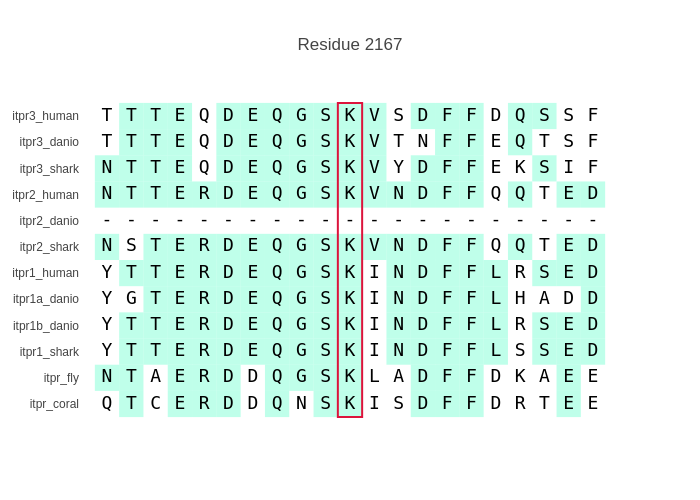 Residue 2167
itpr3_human T T T E Q D E Q G S K V S D F F D Q S S F
itpr3_danio T T T E Q D E Q G S K V T N F F E Q T S F
itpr3_shark N T T E Q D E Q G S K V Y D F F E K S I F
itpr2_human N T T E R D E Q G S K V N D F F Q Q T E D
itpr2_danio - - - - - - - - - - - - - - - - - - - - -
itpr2_shark N S T E R D E Q G S K V N D F F Q Q T E D
itpr1_human Y T T E R D E Q G S K I N D F F L R S E D
itpr1a_danio Y G T E R D E Q G S K I N D F F L H A D D
itpr1b_danio Y T T E R D E Q G S K I N D F F L R S E D
itpr1_shark Y T T E R D E Q G S K I N D F F L S S E D
itpr_fly N T A E R D D Q G S K L A D F F D K A E E
itpr_coral Q T C E R D D Q N S K I S D F F D R T E E